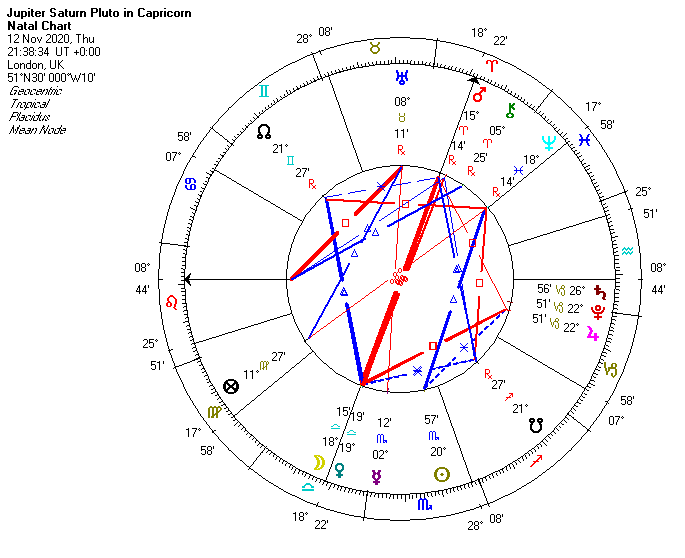 Jupiter Saturn Pluto in Capricorn
Natal Chart
12 Nov 2020, Thu
21:38:34 UT +0:00
London, UK
51°N30' 000°W10'
Geocentric
Tropical
Placidus
Mean Node
28° 08'
18° 22'
♉
♈
♊
♅
♂
⚷
17° 58'
☊
08° ♉ 11' ℞
15° ♈ 14' ℞
05° ♈ 25' ℞
♆
♓
58' 07°
21° ♊ 27' ℞
18° ♓ 14' ℞
♋
25° 51'
♒
08° 44'
08° 44'
♌
56' ♑ 26° ♄
51' ♑ 22° ♇
51' ♑ 22° ♃
25° 51'
⊗ 11° ♍ 27'
♑
℞ 27' ♐ 21° ☋
58' 07°
♍
15' ♎ 18° ☽
19' ♎ 19° ♀
12' ♏ 02° ☿
57' ♏ 20° ☉
17° 58'
♐
♎
♏
18° 22'
28° 08'